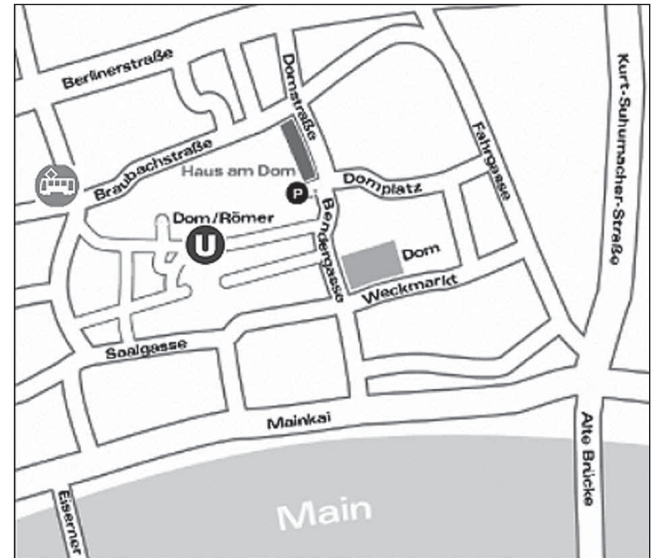 Berlinerstraße
Domstraße
Kurt-Suhumacher-Straße
Braubachstraße
Fahrgasse
Haus am Dom
P
Domplatz
Dom/Römer
U
Bendergasse
Dom
Weckmarkt
Saalgasse
Mainkai
Alte Brücke
Eiserner
Main